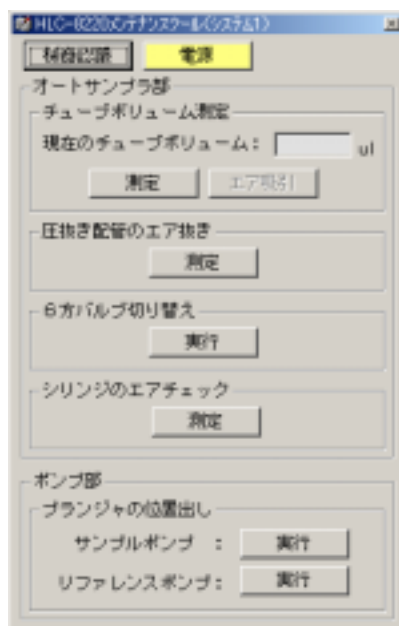 HLC-8220メンテナンスツール(システム1)
電源
オートサンプラ部
チューブボリューム測定
現在のチューブボリューム: ul
測定 エア吸引
圧抜き配管のエア抜き
測定
6方バルブ切り替え
実行
シリンジのエアチェック
測定
ポンプ部
プランジャの位置出し
サンプルポンプ : 実行
リファレンスポンプ: 実行